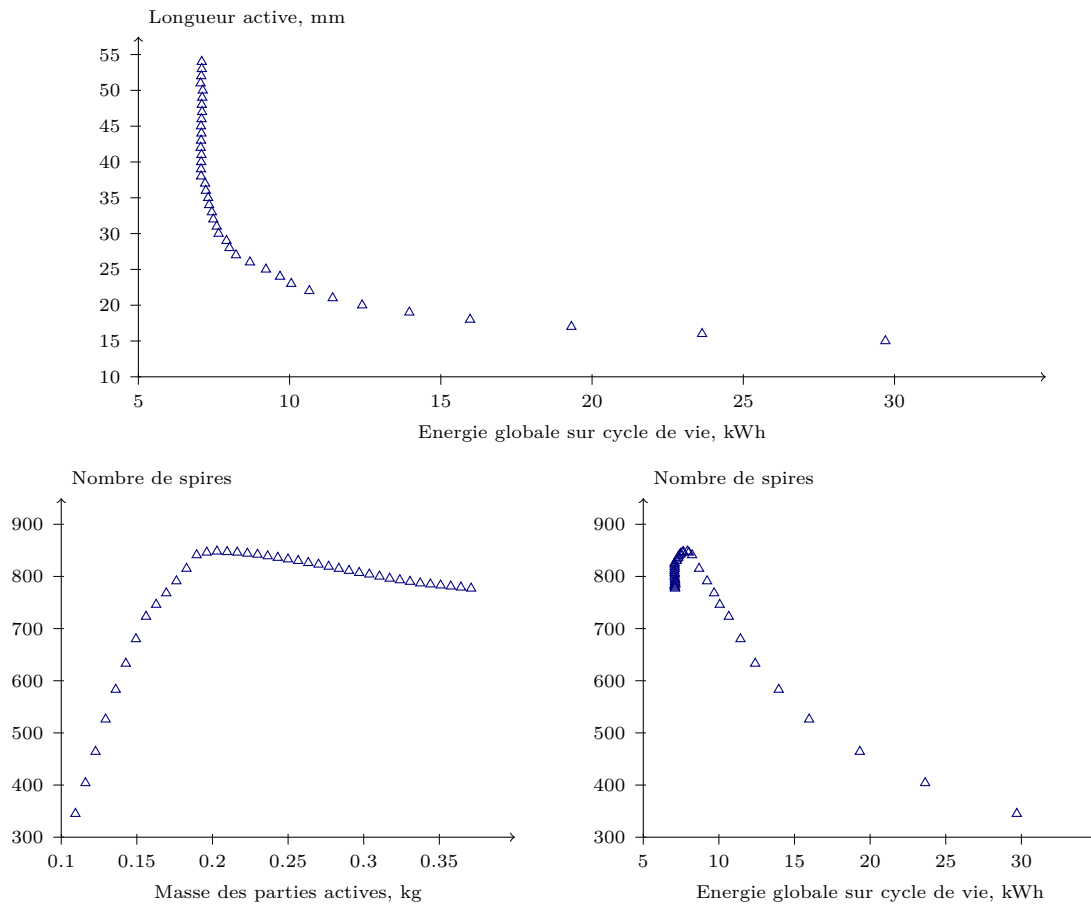 Longueur active, mm
55
50
45
40
35
30
25
20
15
10
5 10 15 20 25 30
Energie globale sur cycle de vie, kWh
Nombre de spires
900
800
700
600
500
400
300
0.1 0.15 0.2 0.25 0.3 0.35
Masse des parties actives, kg
Nombre de spires
900
800
700
600
500
400
300
5 10 15 20 25 30
Energie globale sur cycle de vie, kWh